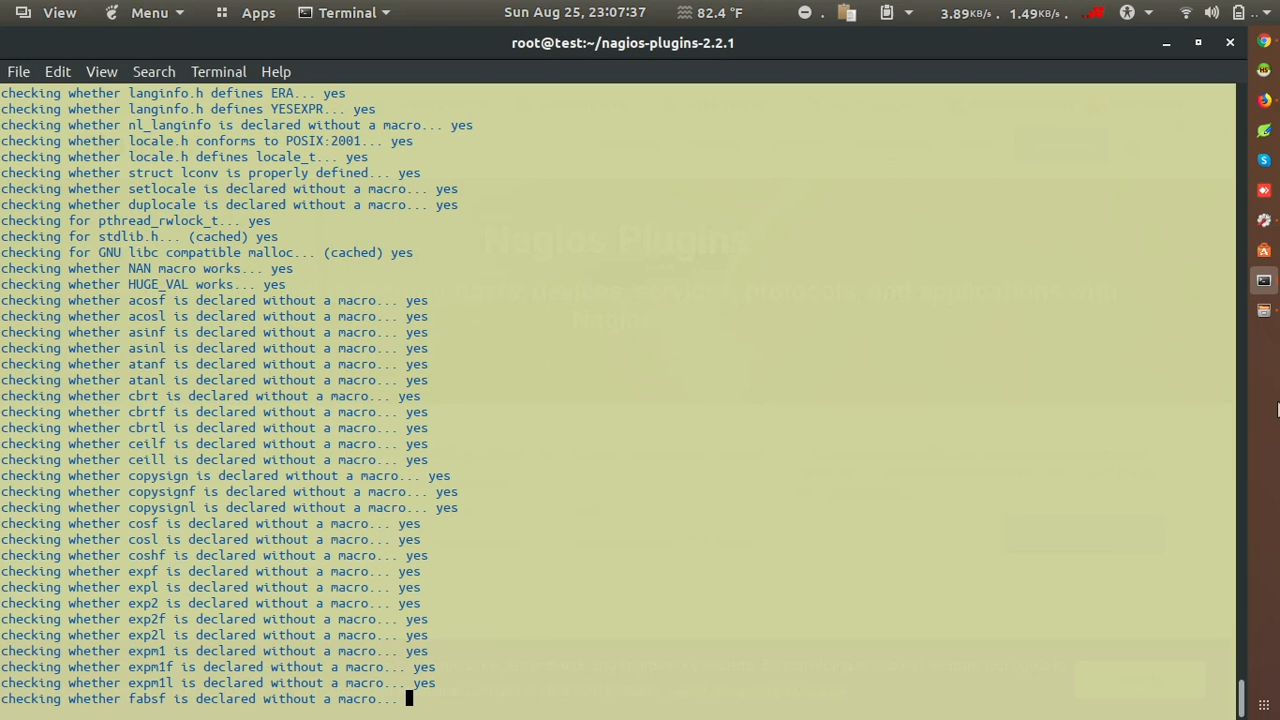 View Menu Apps Terminal Sun Aug 25, 23:07:37 82.4 °F 3.89KB/s . 1.49KB/s .
root@test:~/nagios-plugins-2.2.1
File Edit View Search Terminal Help
checking whether langinfo.h defines ERA... yes
checking whether langinfo.h defines YESEXPR... yes
checking whether nl_langinfo is declared without a macro... yes
checking whether locale.h conforms to POSIX:2001... yes
checking whether locale.h defines locale_t... yes
checking whether struct lconv is properly defined... yes
checking whether setlocale is declared without a macro... yes
checking whether duplocale is declared without a macro... yes
checking for pthread_rwlock_t... yes
checking for stdlib.h... (cached) yes
checking for GNU libc compatible malloc... (cached) yes
checking whether NAN macro works... yes
checking whether HUGE_VAL works... yes
checking whether acosf is declared without a macro... yes
checking whether acosl is declared without a macro... yes
checking whether asinf is declared without a macro... yes
checking whether asinl is declared without a macro... yes
checking whether atanf is declared without a macro... yes
checking whether atanl is declared without a macro... yes
checking whether cbrt is declared without a macro... yes
checking whether cbrtf is declared without a macro... yes
checking whether cbrtl is declared without a macro... yes
checking whether ceilf is declared without a macro... yes
checking whether ceill is declared without a macro... yes
checking whether copysign is declared without a macro... yes
checking whether copysignf is declared without a macro... yes
checking whether copysignl is declared without a macro... yes
checking whether cosf is declared without a macro... yes
checking whether cosl is declared without a macro... yes
checking whether coshf is declared without a macro... yes
checking whether expf is declared without a macro... yes
checking whether expl is declared without a macro... yes
checking whether exp2 is declared without a macro... yes
checking whether exp2f is declared without a macro... yes
checking whether exp2l is declared without a macro... yes
checking whether expm1 is declared without a macro... yes
checking whether expm1f is declared without a macro... yes
checking whether expm1l is declared without a macro... yes
checking whether fabsf is declared without a macro...
Nagios Plugins
devices, services, protocols, and applications with
Nagios